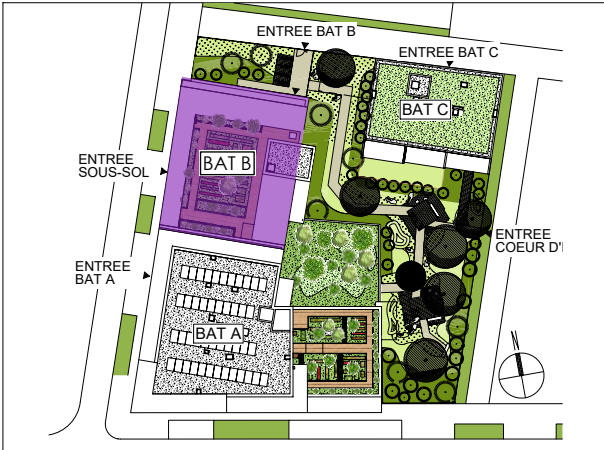 ENTREE BAT B
ENTREE BAT C
BAT C
ENTREE
SOUS-SOL
BAT B
ENTREE
COEUR D'
ENTREE
BAT A
BAT A
N